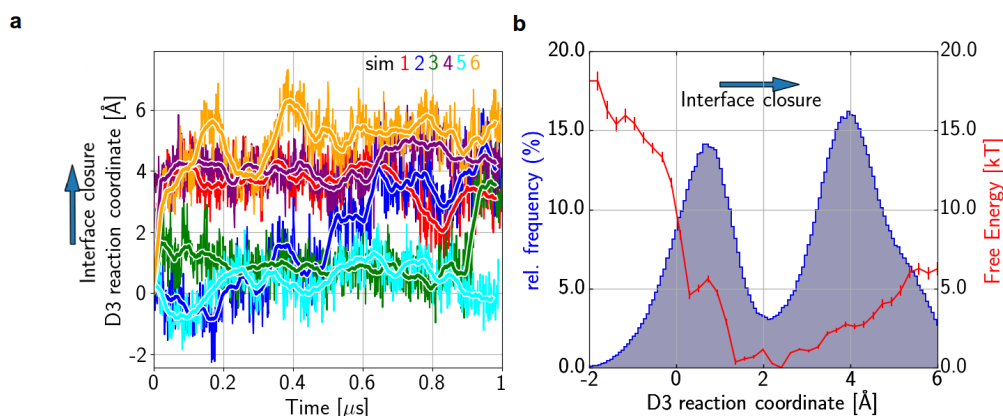 a
sim 1 2 3 4 5 6
6
4
2
0
-2
Interface closure
D3 reaction coordinate [Å]
0 0.2 0.4 0.6 0.8 1
Time [μs]
b
20.0
15.0
10.0
5.0
0.0
rel. frequency (%)
Interface closure
20.0
15.0
10.0
5.0
0.0
Free Energy [kT]
-2 0 2 4 6
D3 reaction coordinate [Å]